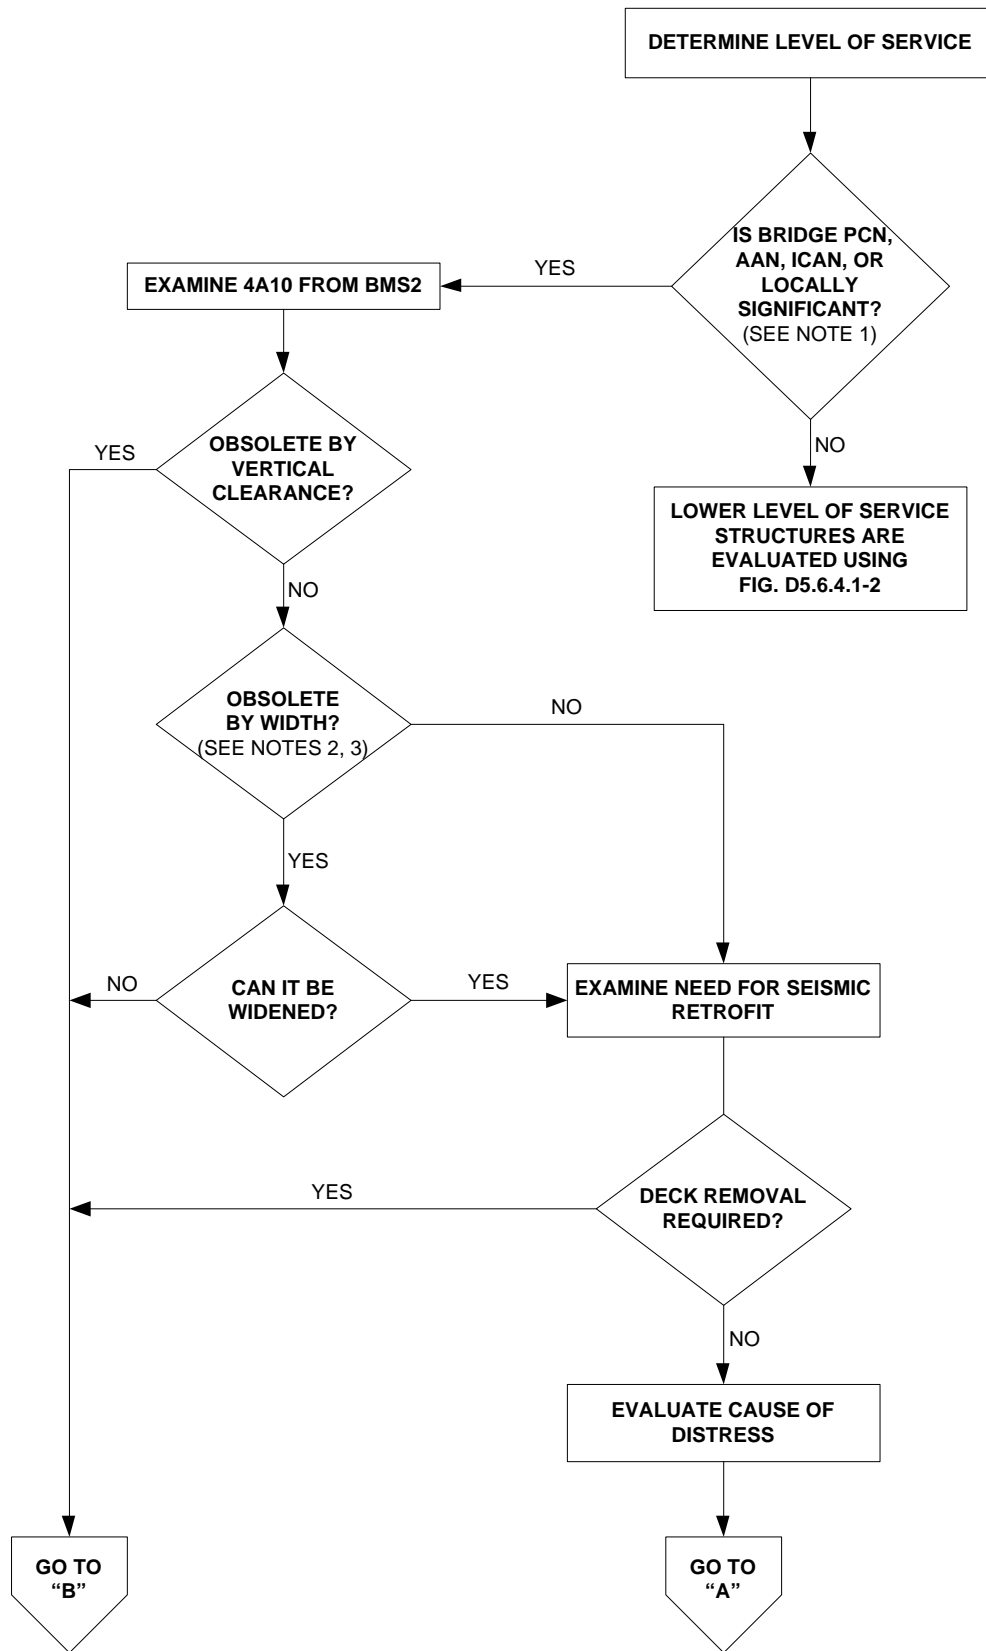 DETERMINE LEVEL OF SERVICE
IS BRIDGE PCN,
AAN, ICAN, OR
LOCALLY
SIGNIFICANT?
(SEE NOTE 1)
YES
EXAMINE 4A10 FROM BMS2
NO
LOWER LEVEL OF SERVICE
STRUCTURES ARE
EVALUATED USING
FIG. D5.6.4.1-2
OBSOLETE BY
VERTICAL
CLEARANCE?
YES
NO
OBSOLETE
BY WIDTH?
(SEE NOTES 2, 3)
NO
YES
CAN IT BE
WIDENED?
NO
YES
EXAMINE NEED FOR SEISMIC
RETROFIT
DECK REMOVAL
REQUIRED?
YES
NO
EVALUATE CAUSE OF
DISTRESS
GO TO
“B”
GO TO
“A”